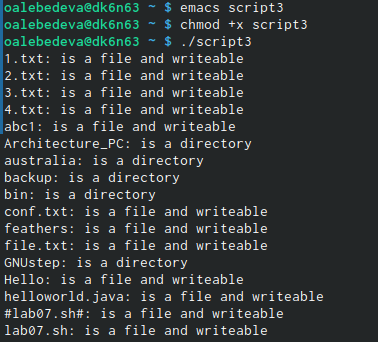 oalebedeva@dk6n63 ~ $ emacs script3
oalebedeva@dk6n63 ~ $ chmod +x script3
oalebedeva@dk6n63 ~ $ ./script3
1.txt: is a file and writeable
2.txt: is a file and writeable
3.txt: is a file and writeable
4.txt: is a file and writeable
abc1: is a file and writeable
Architecture_PC: is a directory
australia: is a directory
backup: is a directory
bin: is a directory
conf.txt: is a file and writeable
feathers: is a file and writeable
file.txt: is a file and writeable
GNUstep: is a directory
Hello: is a file and writeable
helloworld.java: is a file and writeable
#lab07.sh#: is a file and writeable
lab07.sh: is a file and writeable